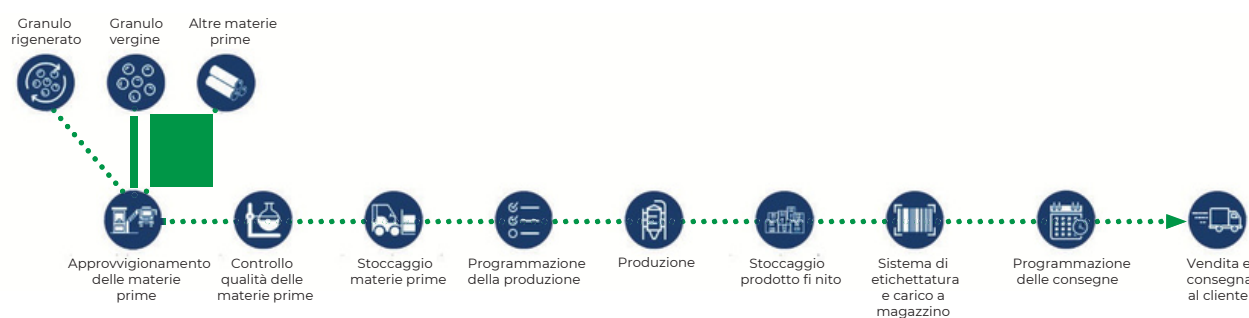 Granulo
rigenerato
Granulo
vergine
Altre materie
prime
Approvvigionamento
delle materie
prime
Controllo
qualità delle
materie prime
Stoccaggio
materie prime
Programmazione
della produzione
Produzione
Stoccaggio
prodotto fi nito
Sistema di
etichettatura
e carico a
magazzino
Programmazione
delle consegne
Vendita e
consegna
al cliente